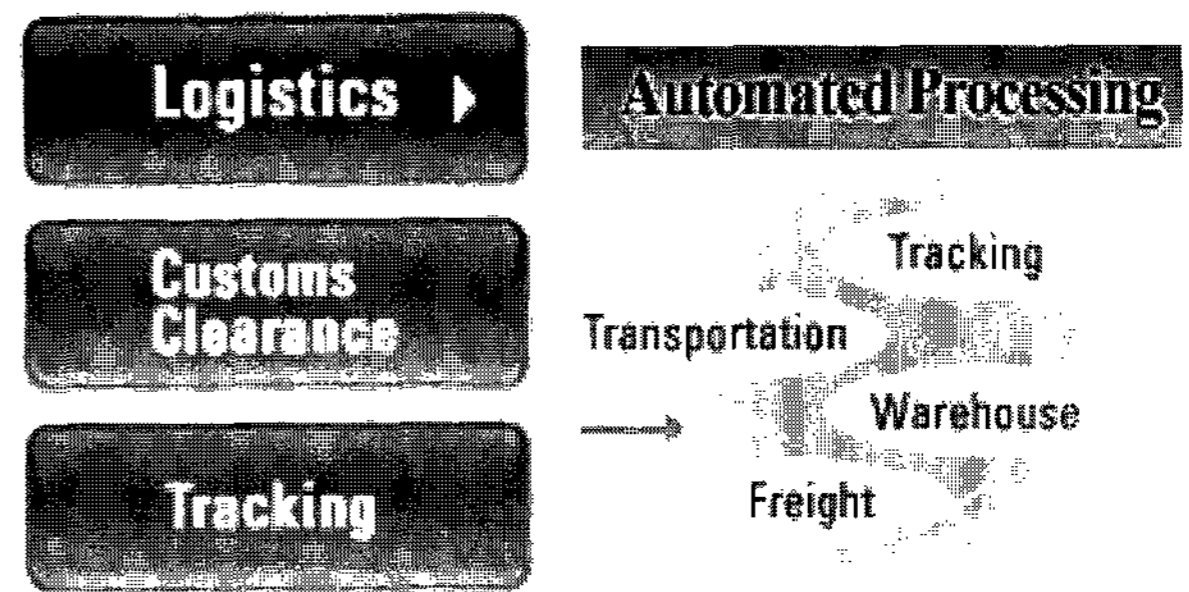 Logistics
Customs
Clearance
Tracking
Automated Processing
Tracking
Transportation
Warehouse
Freight